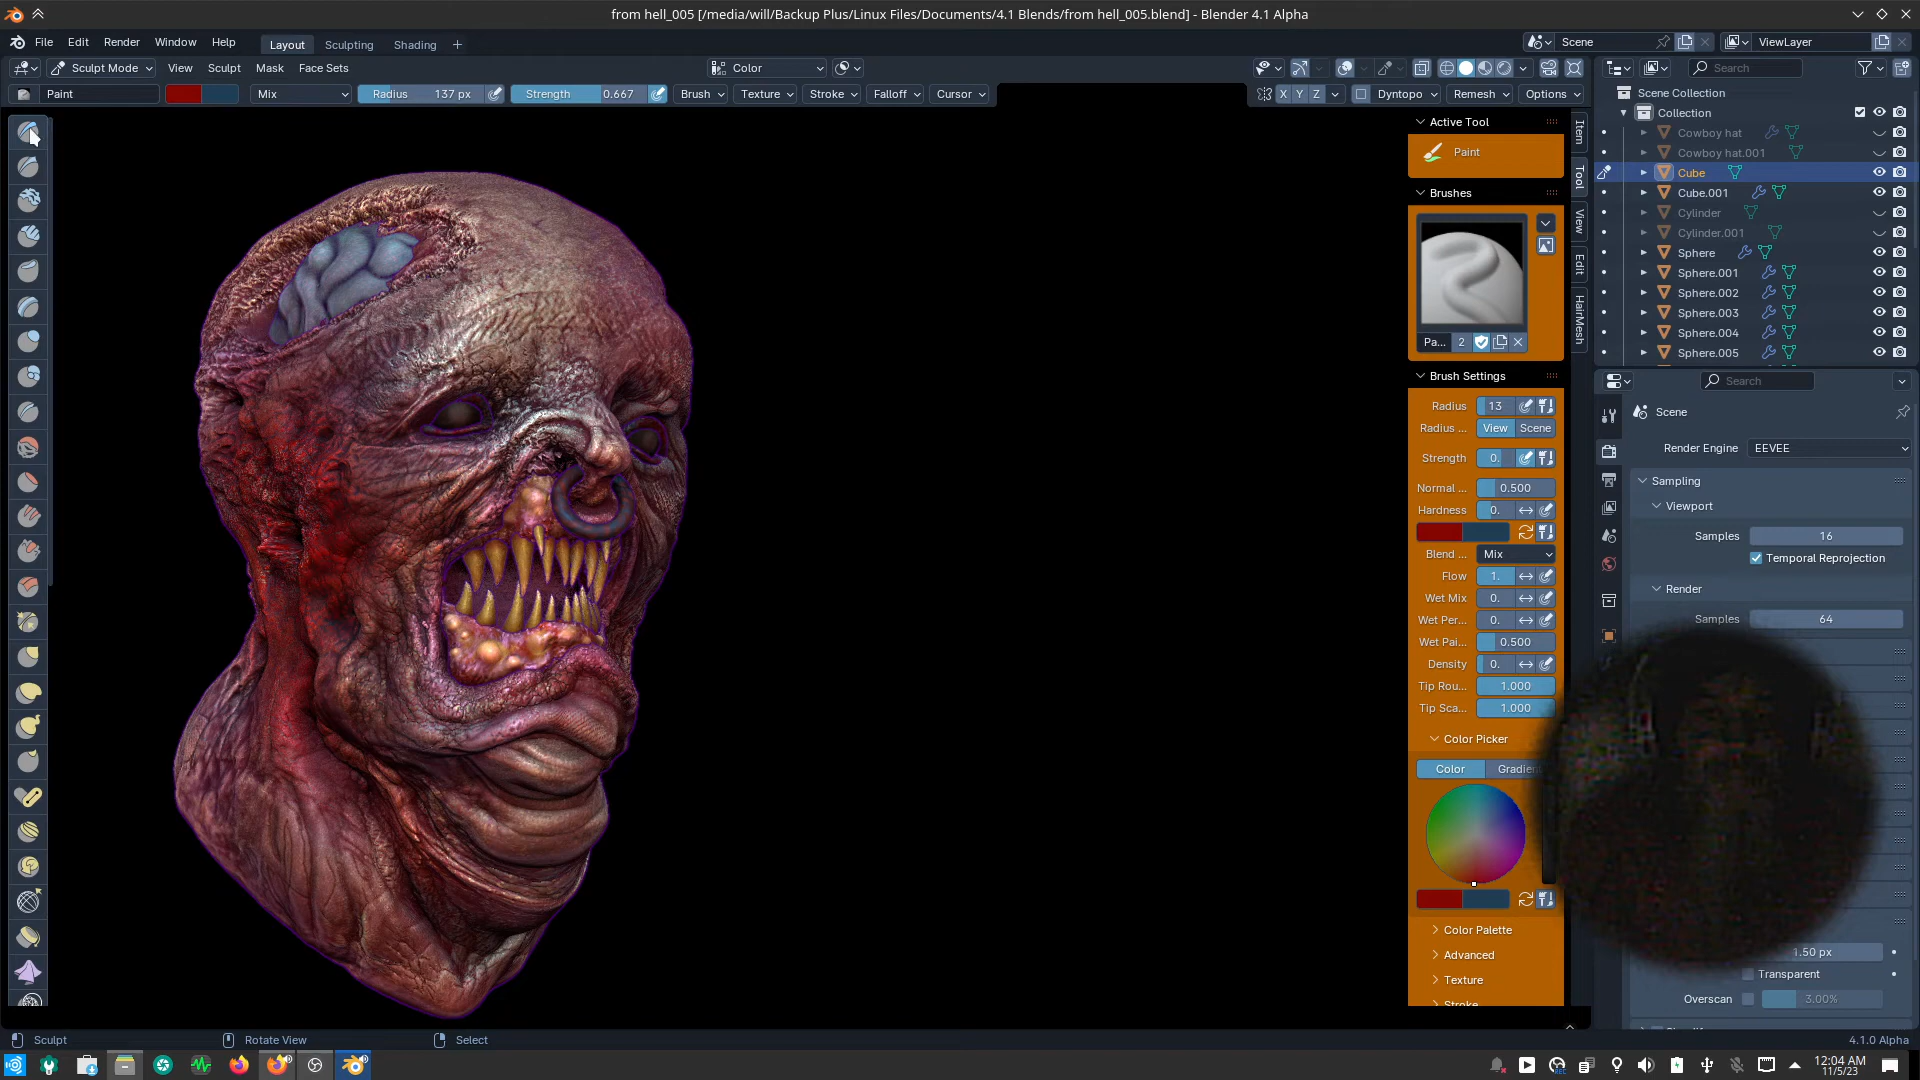 from hell_005 [/media/will/Backup Plus/Linux Files/Documents/4.1 Blends/from hell_005.blend] - Blender 4.1 Alpha
File Edit Render Window Help Layout Sculpting Shading + Scene ViewLayer
Sculpt Mode View Sculpt Mask Face Sets Color Search
Paint Mix Radius 137 px Strength 0.667 Brush Texture Stroke Falloff Cursor X Y Z Dyntopo Remesh Options
Scene Collection
Collection
Cowboy hat
Cowboy hat.001
Cube
Cube.001
Cylinder
Cylinder.001
Sphere
Sphere.001
Sphere.002
Sphere.003
Sphere.004
Sphere.005
Active Tool
Paint
Brushes
Pa... 2
Brush Settings
Radius 13
Radius ... View Scene
Strength 0.
Normal ... 0.500
Hardness 0.
Blend ... Mix
Flow 1.
Wet Mix 0.
Wet Per... 0.
Wet Pai... 0.500
Density 0.
Tip Rou... 1.000
Tip Sca... 1.000
Color Picker
Color Gradien
Color Palette
Advanced
Texture
Stroke
Item
Tool
View
Edit
HairMesh
Search
Scene
Render Engine EEVEE
Sampling
Viewport
Samples 16
Temporal Reprojection
Render
Samples 64
1.50 px
Transparent
Overscan 3.00%
Sculpt Rotate View Select 4.1.0 Alpha
12:04 AM
11/5/23